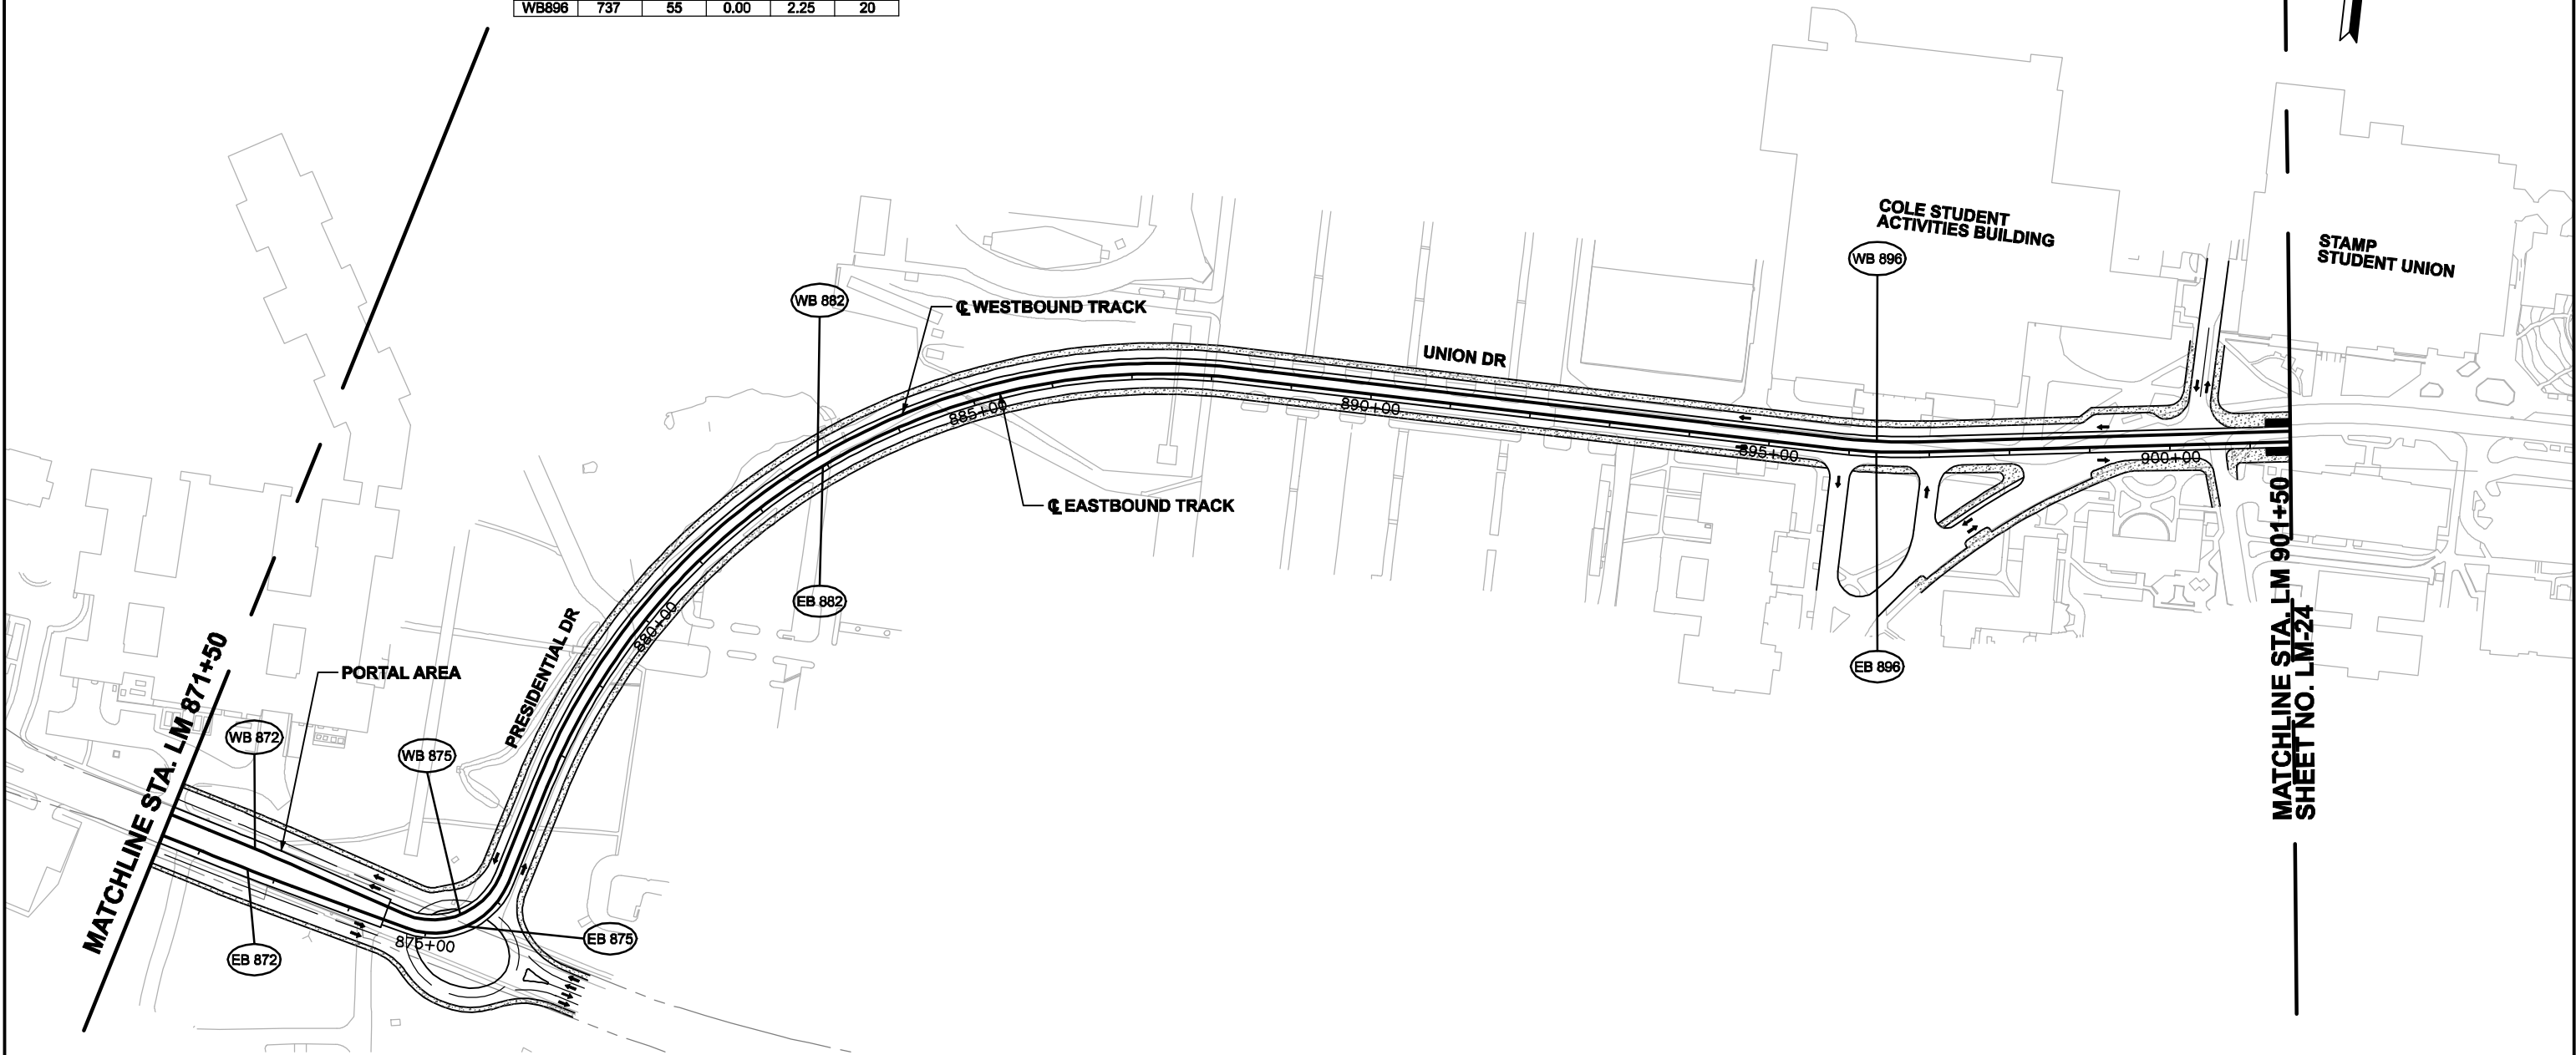 WB896 737 55 0.00 2.25 20
COLE STUDENT
ACTIVITIES BUILDING
STAMP
STUDENT UNION
WB 896
WB 882
℄ WESTBOUND TRACK
UNION DR
885+00
890+00
895+00
900+00
℄ EASTBOUND TRACK
EB 882
880+00
EB 896
PRESIDENTIAL DR
PORTAL AREA
MATCHLINE STA. LM 871+50
MATCHLINE STA. LM 901+50
SHEET NO. LM-24
WB 872
WB 875
875+00
EB 875
EB 872